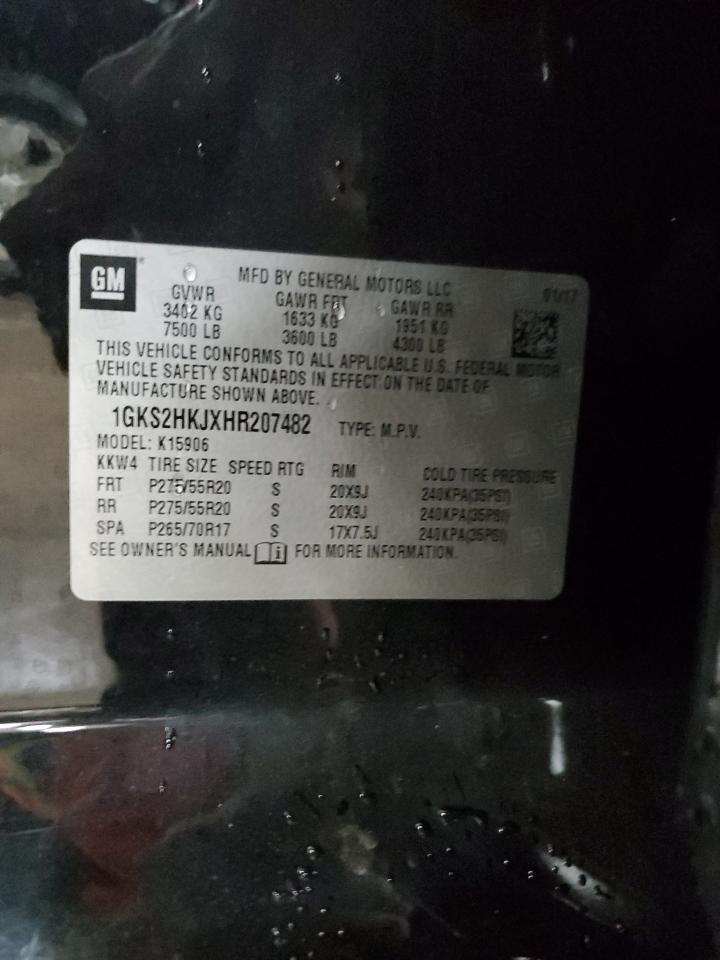 GM
MFD BY GENERAL MOTORS LLC 01/17
GVWR GAWR FRT GAWR RR
3402 KG 1633 KG 1951 KG
7500 LB 3600 LB 4300 LB
THIS VEHICLE CONFORMS TO ALL APPLICABLE U.S. FEDERAL MOTOR
VEHICLE SAFETY STANDARDS IN EFFECT ON THE DATE OF
MANUFACTURE SHOWN ABOVE.
1GKS2HKJXHR207482 TYPE: M.P.V.
MODEL: K15906
KKW4 TIRE SIZE SPEED RTG RIM COLD TIRE PRESSURE
FRT P275/55R20 S 20X9J 240KPA(35PSI)
RR P275/55R20 S 20X9J 240KPA(35PSI)
SPA P265/70R17 S 17X7.5J 240KPA(35PSI)
SEE OWNER'S MANUAL FOR MORE INFORMATION.